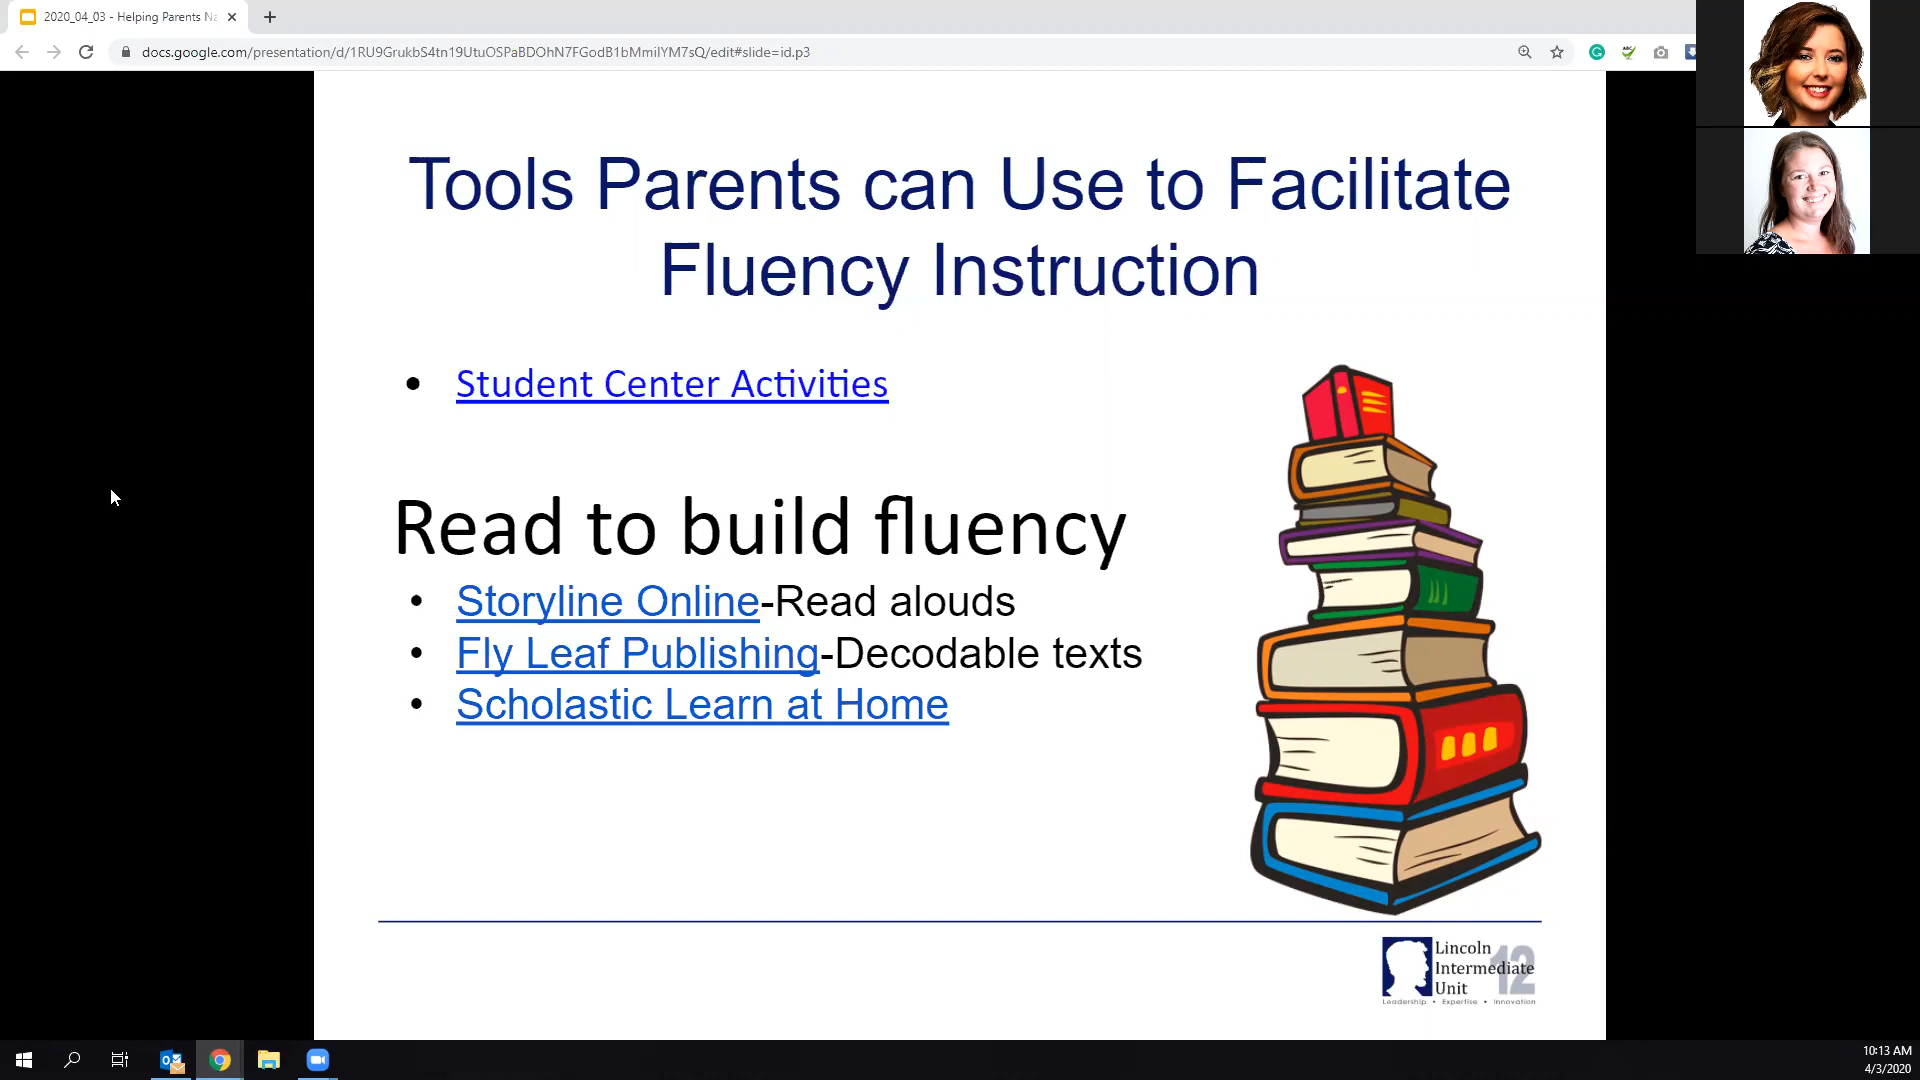 2020_04_03 - Helping Parents Na
docs.google.com/presentation/d/1RU9GrukbS4tn19UtuOSPaBDOhN7FGodB1bMmilYM7sQ/edit#slide=id.p3
Tools Parents can Use to Facilitate
Fluency Instruction
• Student Center Activities
Read to build fluency
• Storyline Online-Read alouds
• Fly Leaf Publishing-Decodable texts
• Scholastic Learn at Home
Lincoln
Intermediate 12
Unit
Leadership • Expertise • Innovation
10:13 AM
4/3/2020